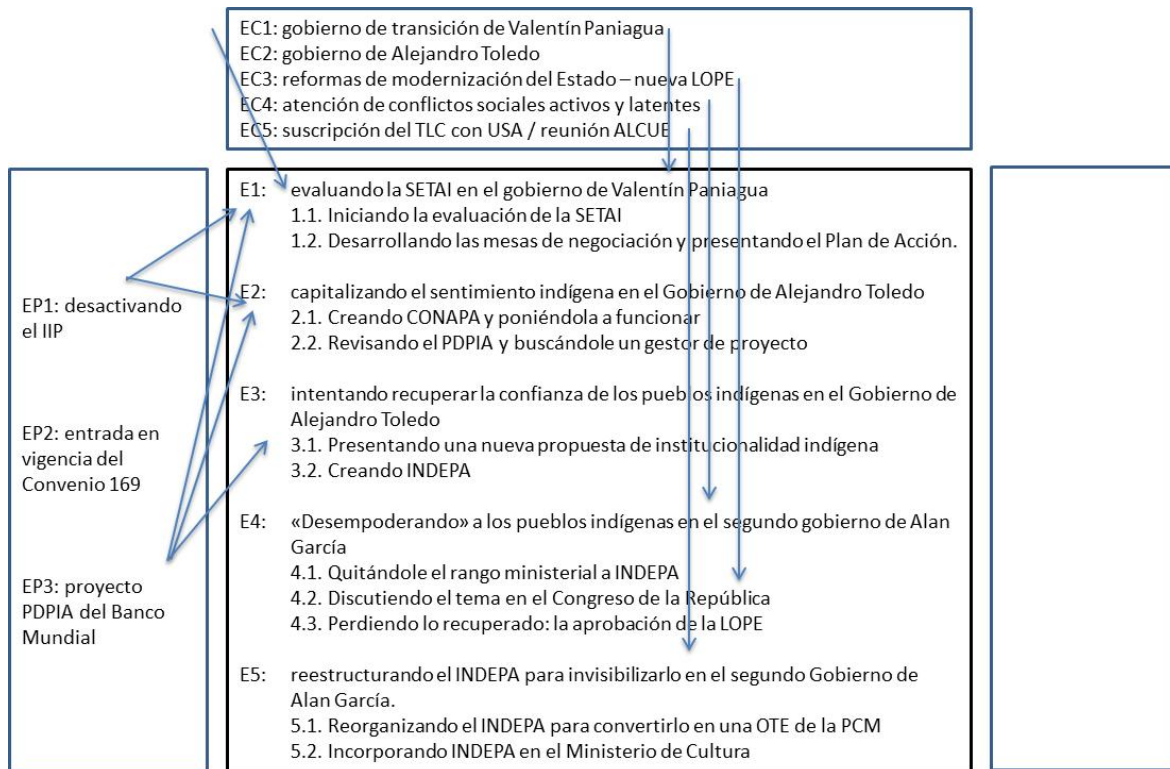 EC1: gobierno de transición de Valentín Paniagua
EC2: gobierno de Alejandro Toledo
EC3: reformas de modernización del Estado – nueva LOPE
EC4: atención de conflictos sociales activos y latentes
EC5: suscripción del TLC con USA / reunión ALCUE
EP1: desactivando
el IIP
EP2: entrada en
vigencia del
Convenio 169
EP3: proyecto
PDPIA del Banco
Mundial
E1: evaluando la SETAI en el gobierno de Valentín Paniagua
1.1. Iniciando la evaluación de la SETAI
1.2. Desarrollando las mesas de negociación y presentando el Plan de Acción.
E2: capitalizando el sentimiento indígena en el Gobierno de Alejandro Toledo
2.1. Creando CONAPA y poniéndola a funcionar
2.2. Revisando el PDPIA y buscándole un gestor de proyecto
E3: intentando recuperar la confianza de los pueblos indígenas en el Gobierno de
Alejandro Toledo
3.1. Presentando una nueva propuesta de institucionalidad indígena
3.2. Creando INDEPA
E4: «Desempoderando» a los pueblos indígenas en el segundo gobierno de Alan
García
4.1. Quitándole el rango ministerial a INDEPA
4.2. Discutiendo el tema en el Congreso de la República
4.3. Perdiendo lo recuperado: la aprobación de la LOPE
E5: reestructurando el INDEPA para invisibilizarlo en el segundo Gobierno de
Alan García.
5.1. Reorganizando el INDEPA para convertirlo en una OTE de la PCM
5.2. Incorporando INDEPA en el Ministerio de Cultura